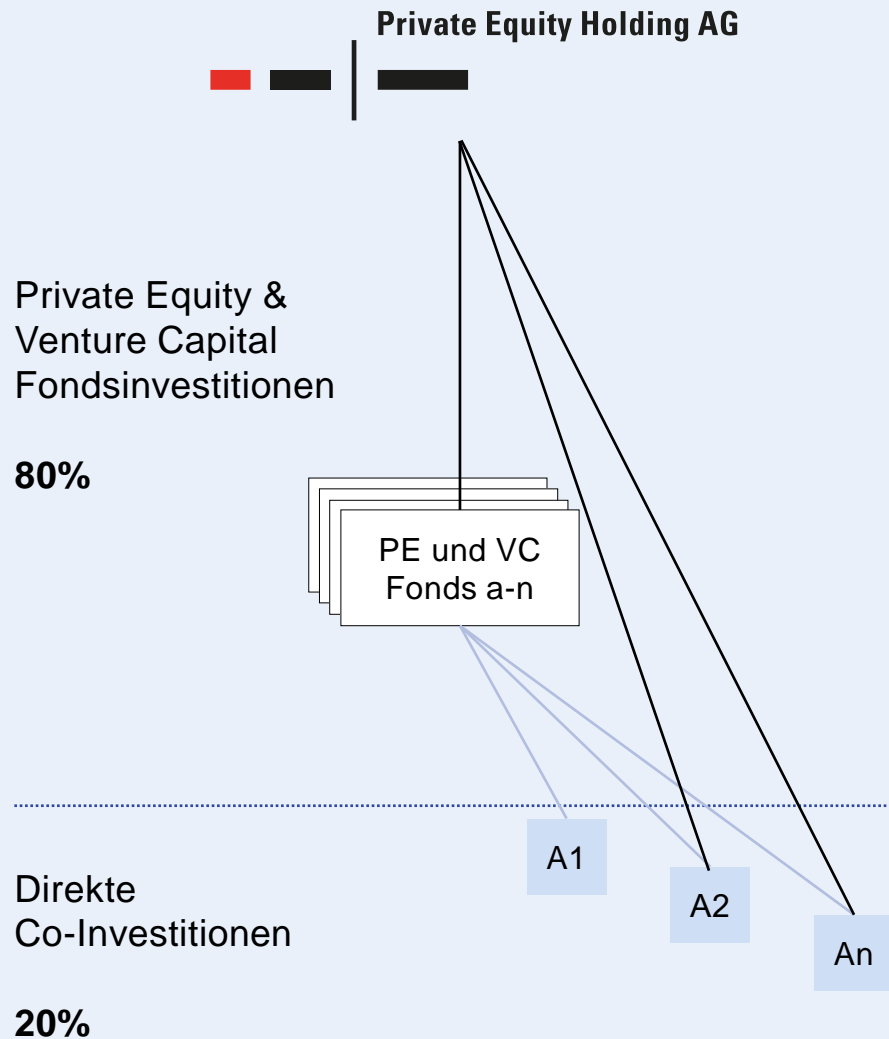 Private Equity Holding AG
Private Equity &
Venture Capital
Fondsinvestitionen
80%
PE und VC
Fonds a-n
A1
A2
An
Direkte
Co-Investitionen
20%